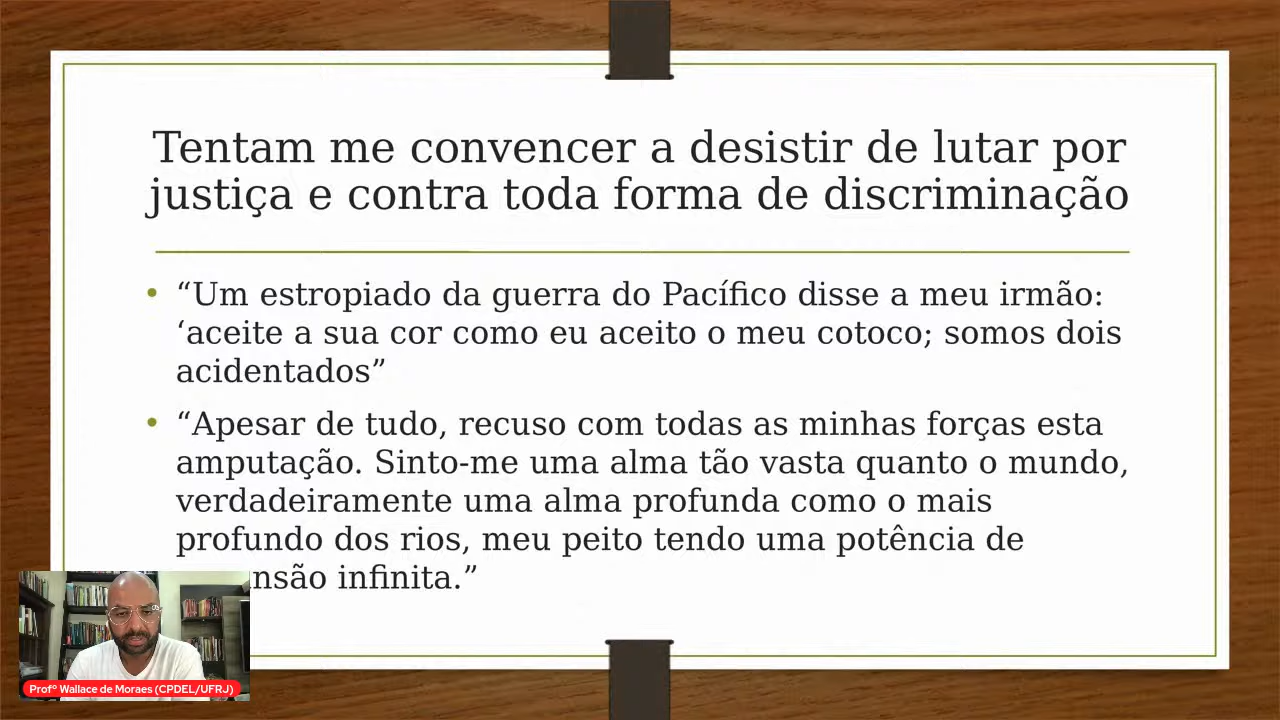 Tentam me convencer a desistir de lutar por
justiça e contra toda forma de discriminação
• “Um estropiado da guerra do Pacífico disse a meu irmão:
‘aceite a sua cor como eu aceito o meu cotoco; somos dois
acidentados”
• “Apesar de tudo, recuso com todas as minhas forças esta
amputação. Sinto-me uma alma tão vasta quanto o mundo,
verdadeiramente uma alma profunda como o mais
profundo dos rios, meu peito tendo uma potência de
infinita.”
Profº Wallace de Moraes (CPDEL/UFRJ)